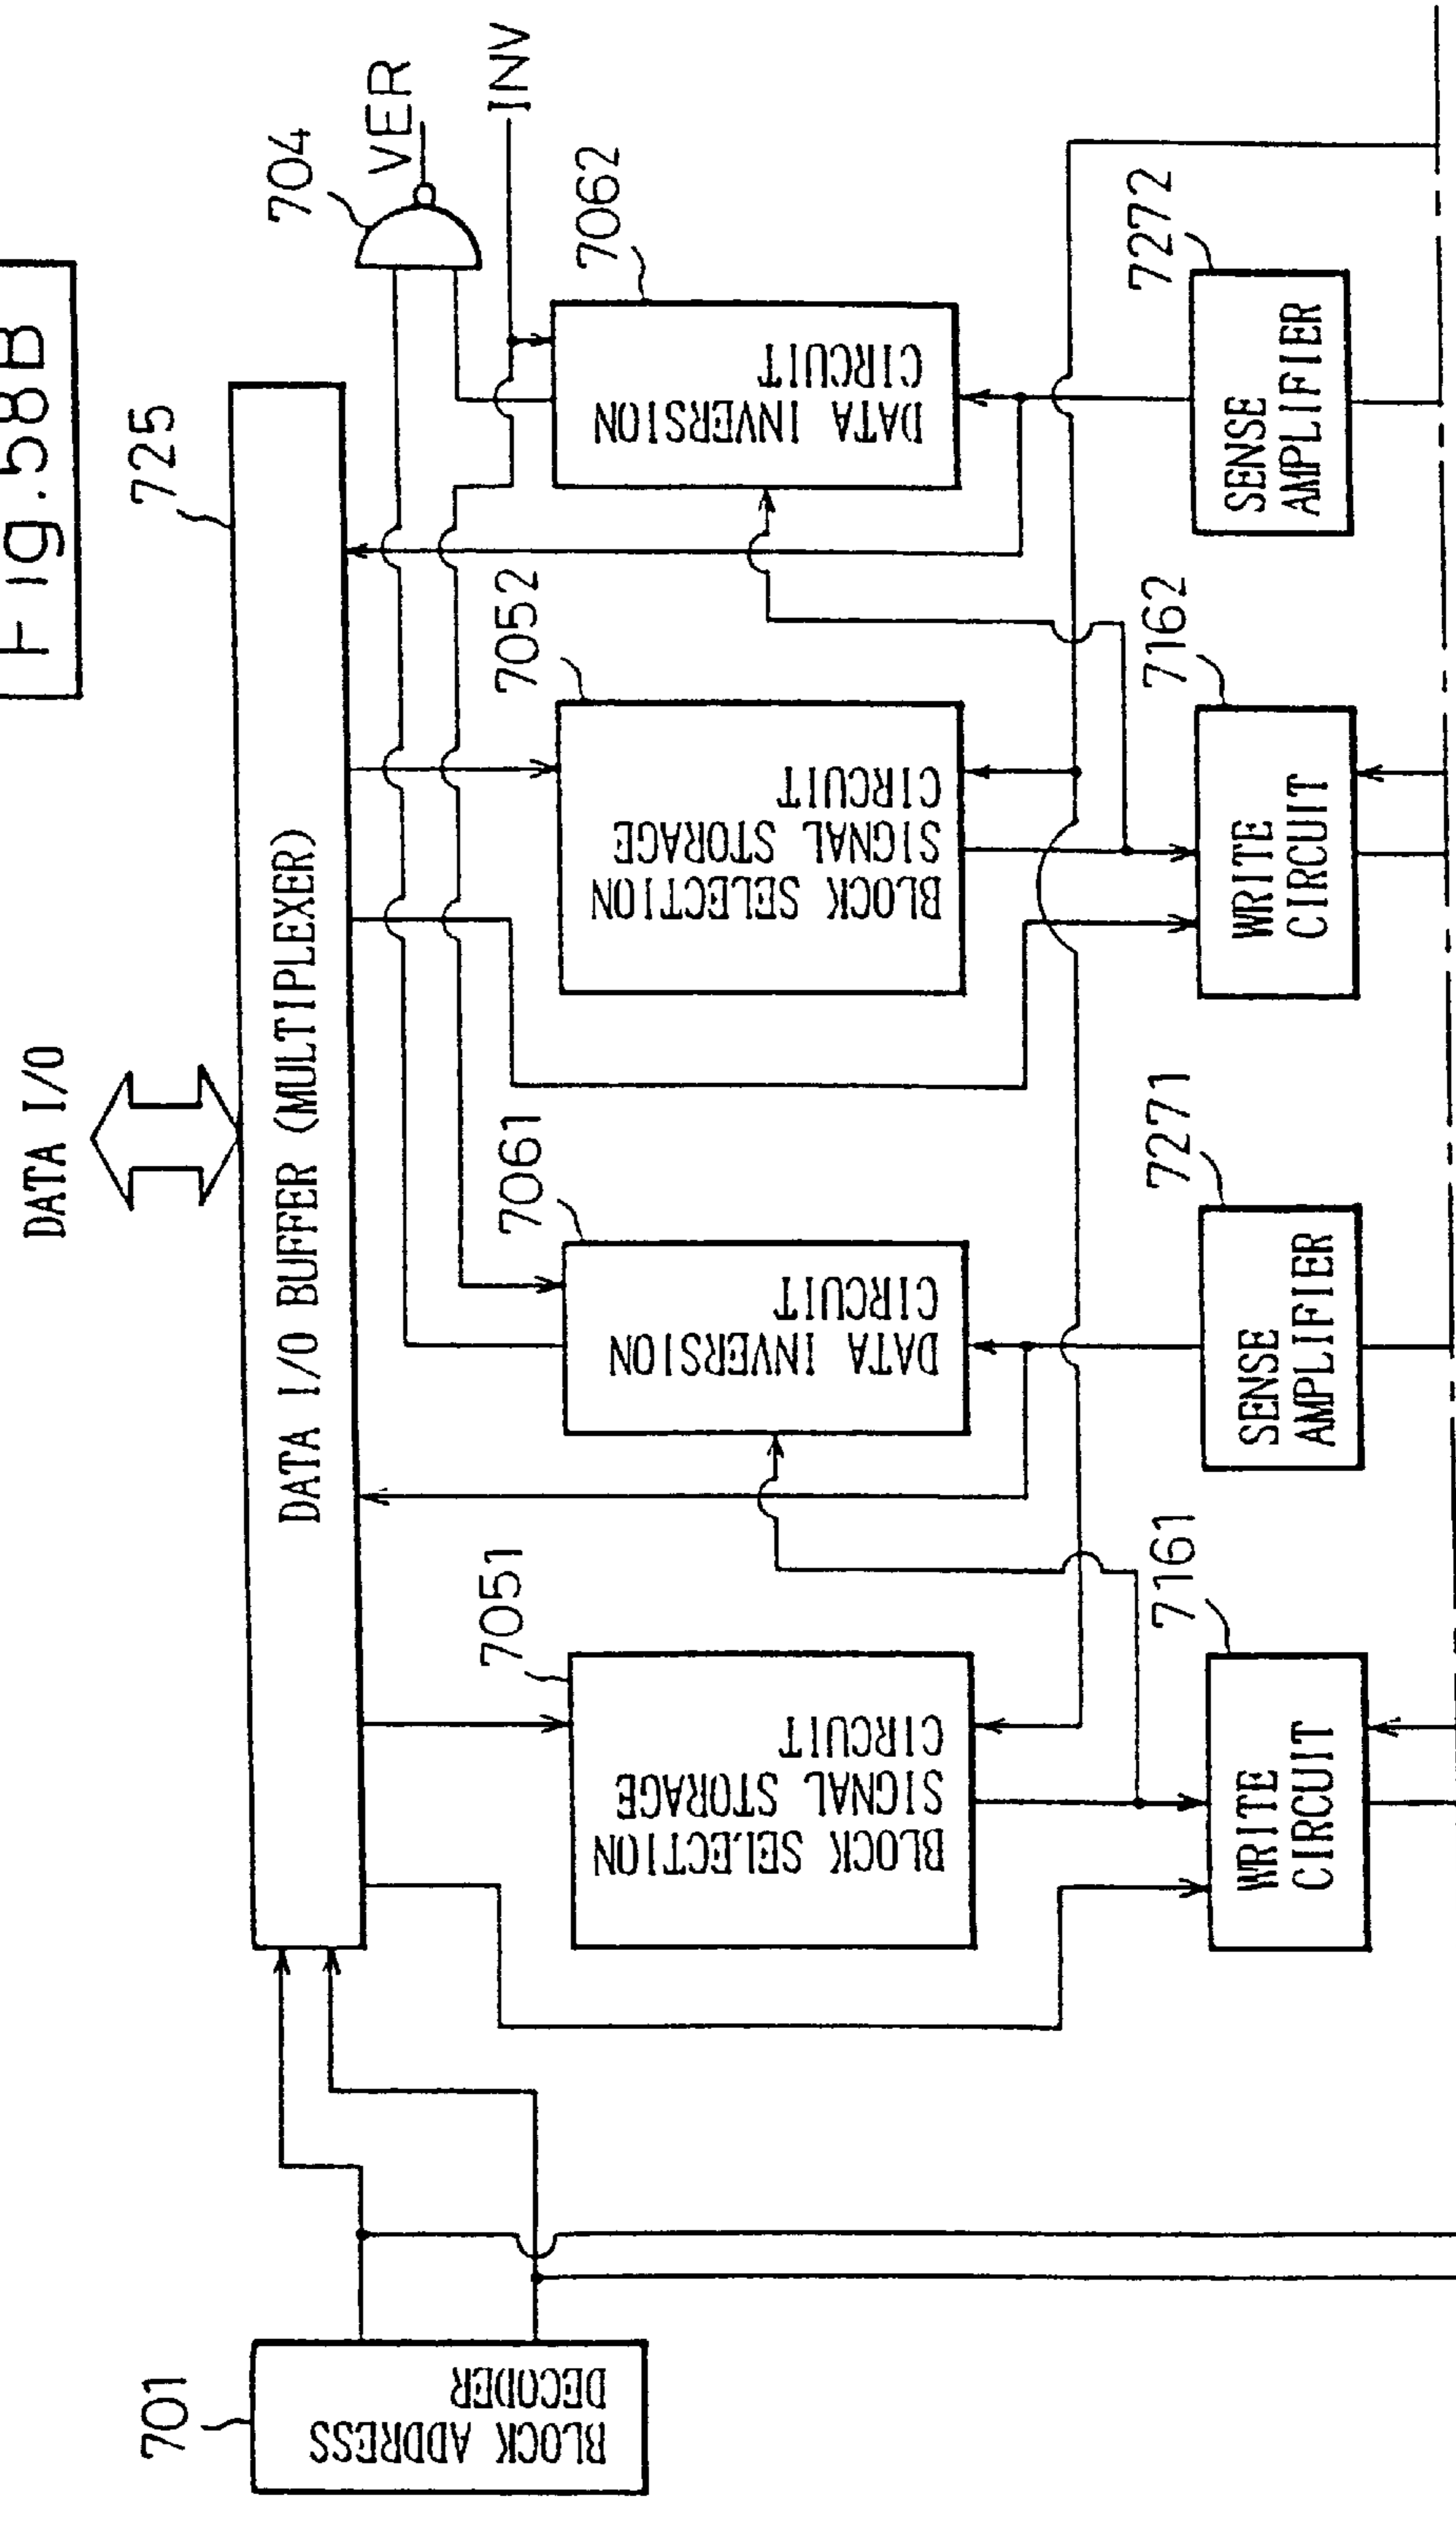 Fig.58B
DATA I/O
725
DATA I/O BUFFER (MULTIPLEXER)
704
VER
INV
701
BLOCK ADDRESS
DECODER
7051
BLOCK SELECTION
SIGNAL STORAGE
CIRCUIT
7061
DATA INVERSION
CIRCUIT
7052
BLOCK SELECTION
SIGNAL STORAGE
CIRCUIT
7062
DATA INVERSION
CIRCUIT
7161
WRITE
CIRCUIT
7271
SENSE
AMPLIFIER
7162
WRITE
CIRCUIT
7272
SENSE
AMPLIFIER